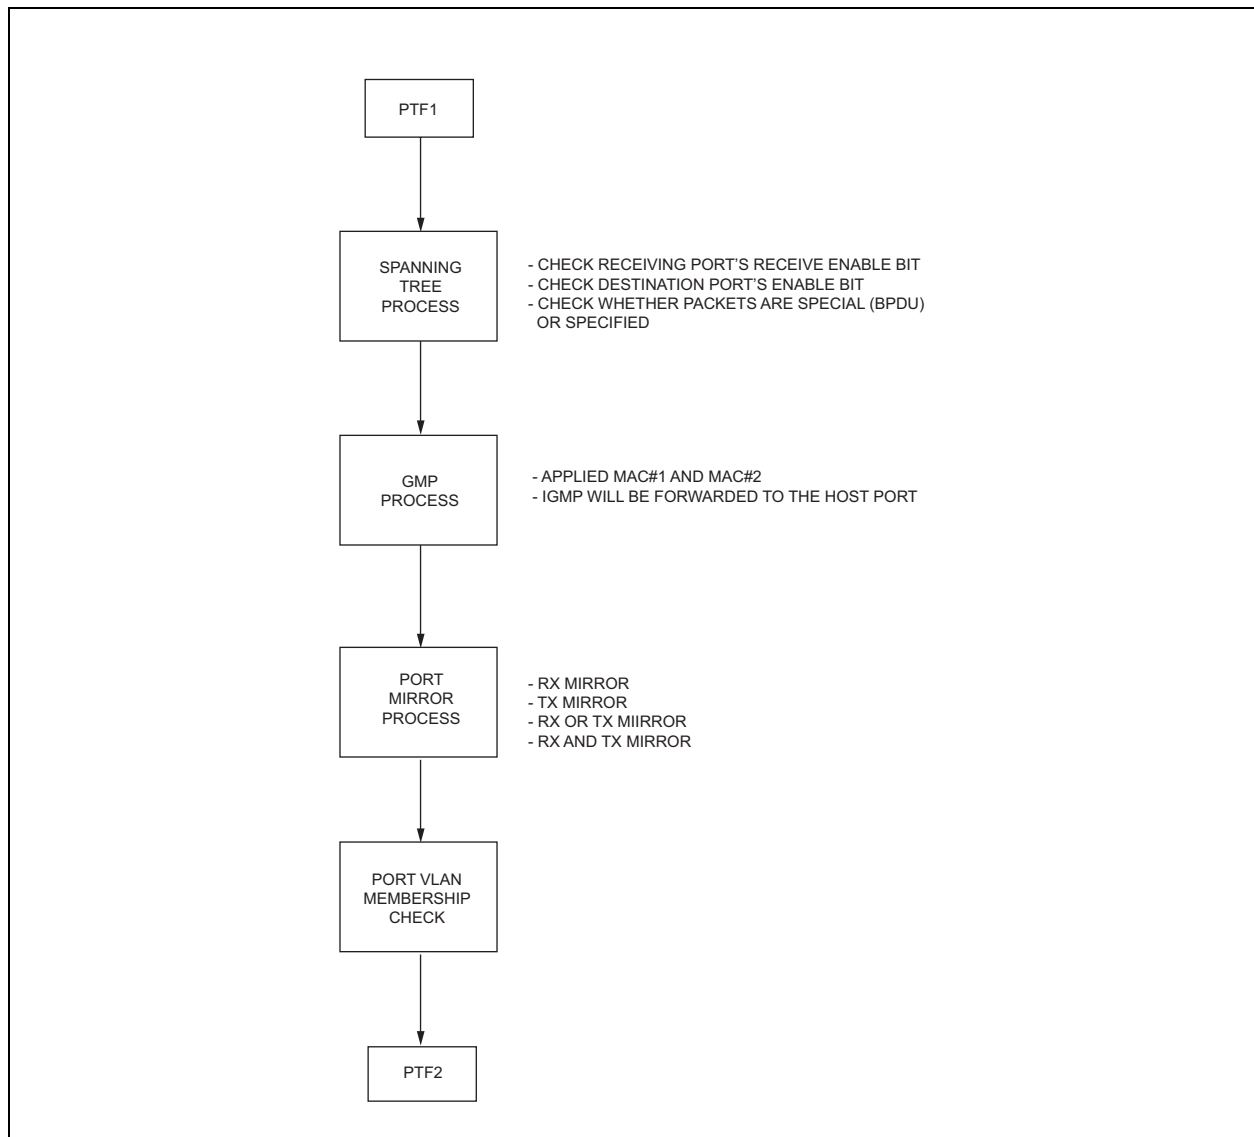 PTF1
SPANNING
TREE
PROCESS
- CHECK RECEIVING PORT'S RECEIVE ENABLE BIT
- CHECK DESTINATION PORT'S ENABLE BIT
- CHECK WHETHER PACKETS ARE SPECIAL (BPDU)
OR SPECIFIED
GMP
PROCESS
- APPLIED MAC#1 AND MAC#2
- IGMP WILL BE FORWARDED TO THE HOST PORT
PORT
MIRROR
PROCESS
- RX MIRROR
- TX MIRROR
- RX OR TX MIIRROR
- RX AND TX MIRROR
PORT VLAN
MEMBERSHIP
CHECK
PTF2